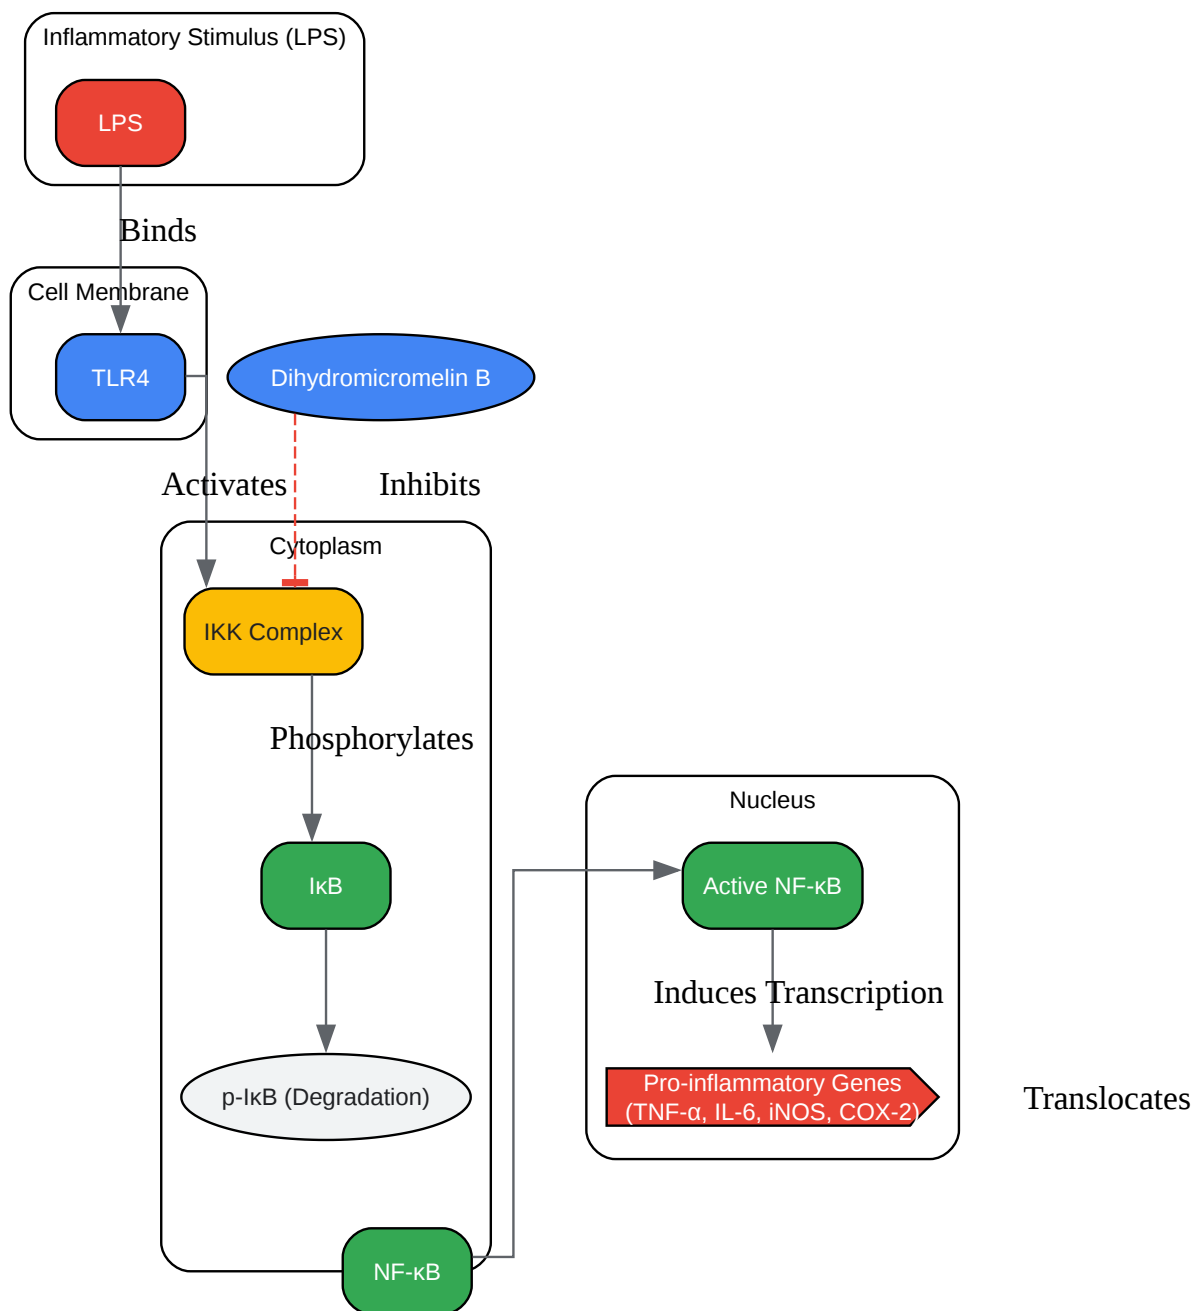 Inflammatory Stimulus (LPS)
LPS
Binds
Cell Membrane
TLR4
Dihydromicromelin B
Activates
Inhibits
Cytoplasm
IKK Complex
Phosphorylates
Nucleus
IκB
Active NF-κB
Induces Transcription
p-IκB (Degradation)
Pro-inflammatory Genes
(TNF-α, IL-6, iNOS, COX-2)
Translocates
NF-κB